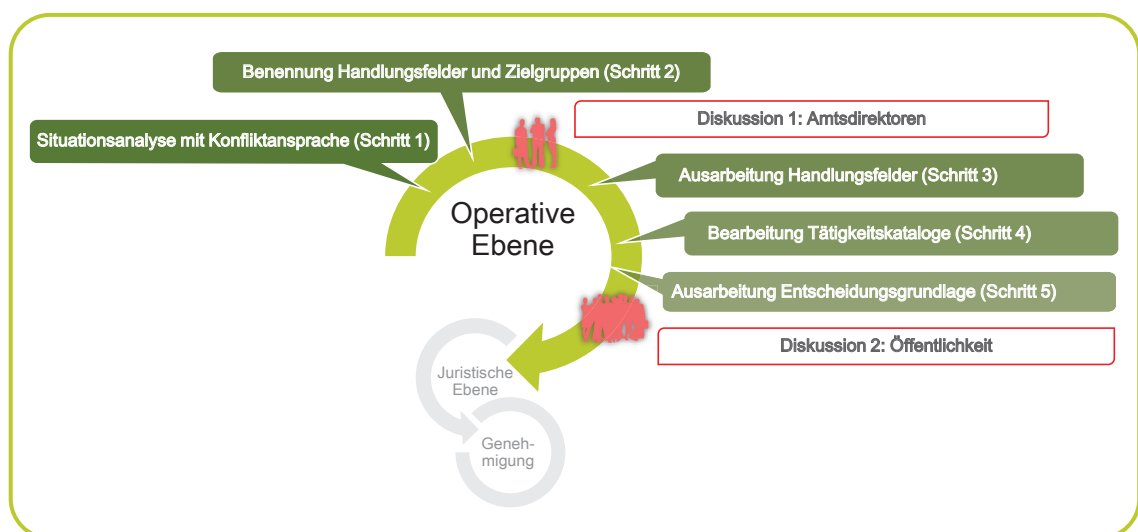 Benennung Handlungsfelder und Zielgruppen (Schritt 2)
Diskussion 1: Amtsdirektoren
Situationsanalyse mit Konfliktansprache (Schritt 1)
Ausarbeitung Handlungsfelder (Schritt 3)
Operative
Ebene
Bearbeitung Tätigkeitskataloge (Schritt 4)
Ausarbeitung Entscheidungsgrundlage (Schritt 5)
Diskussion 2: Öffentlichkeit
Juristische
Ebene
Geneh-
migung